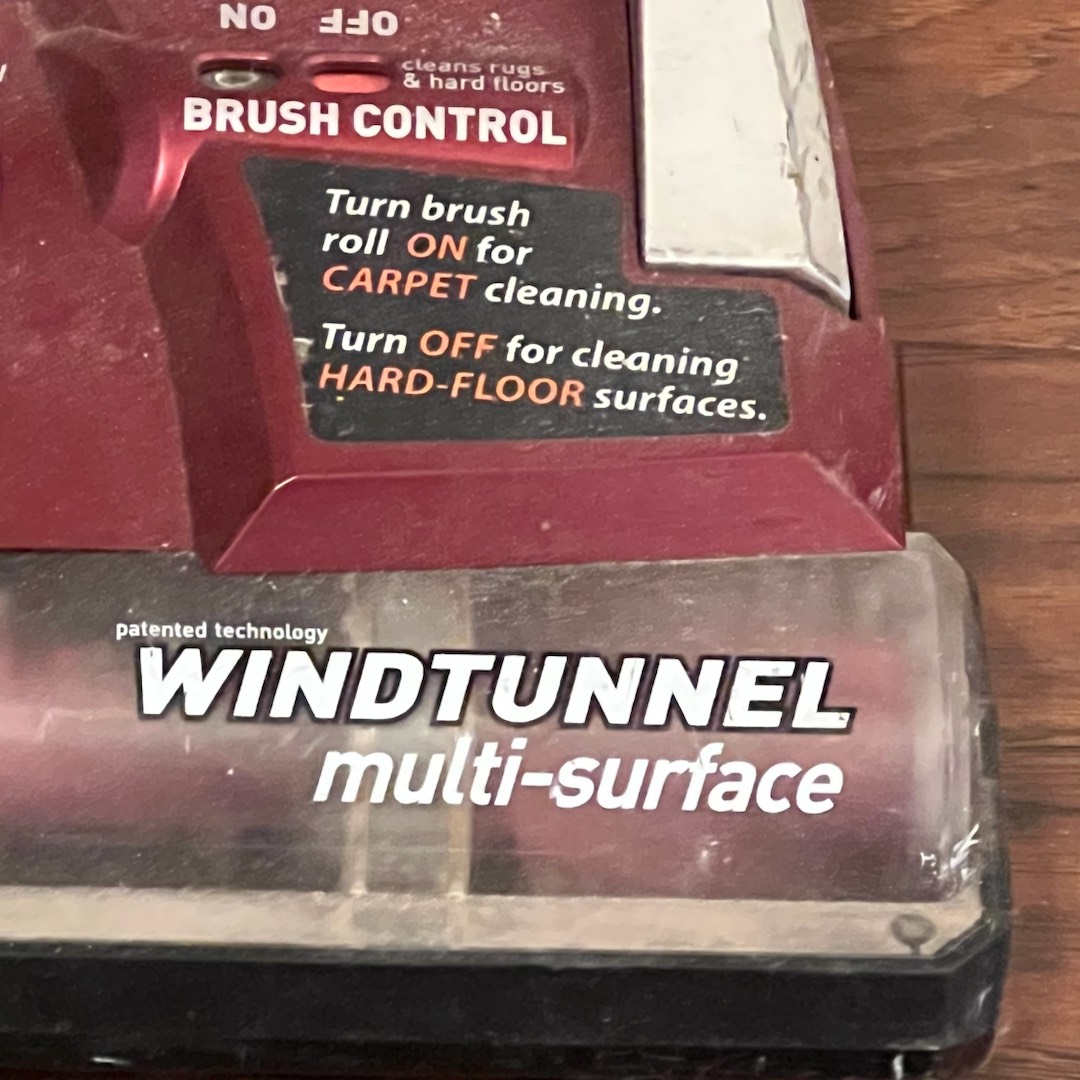 ON OFF
cleans rugs
& hard floors
BRUSH CONTROL
Turn brush
roll ON for
CARPET cleaning.
Turn OFF for cleaning
HARD-FLOOR surfaces.
patented technology
WINDTUNNEL
multi-surface